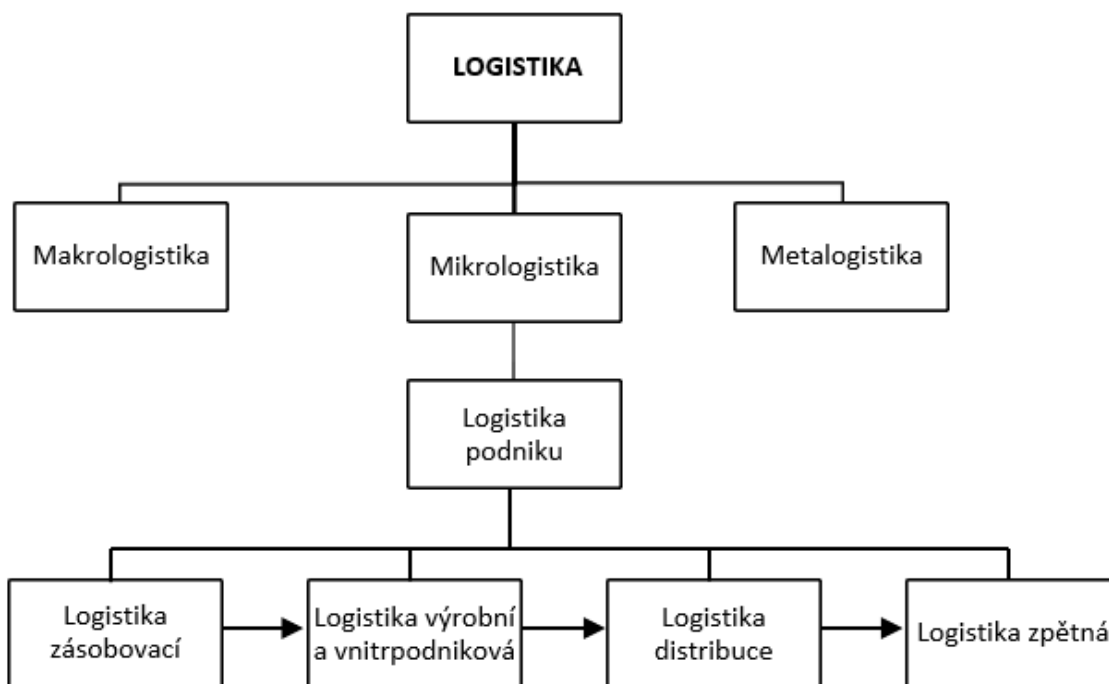 LOGISTIKA
Makrologistika
Mikrologistika
Metalogistika
Logistika
podniku
Logistika
zásobovací
Logistika výrobní
a vnitrpodniková
Logistika
distribuce
Logistika zpětná